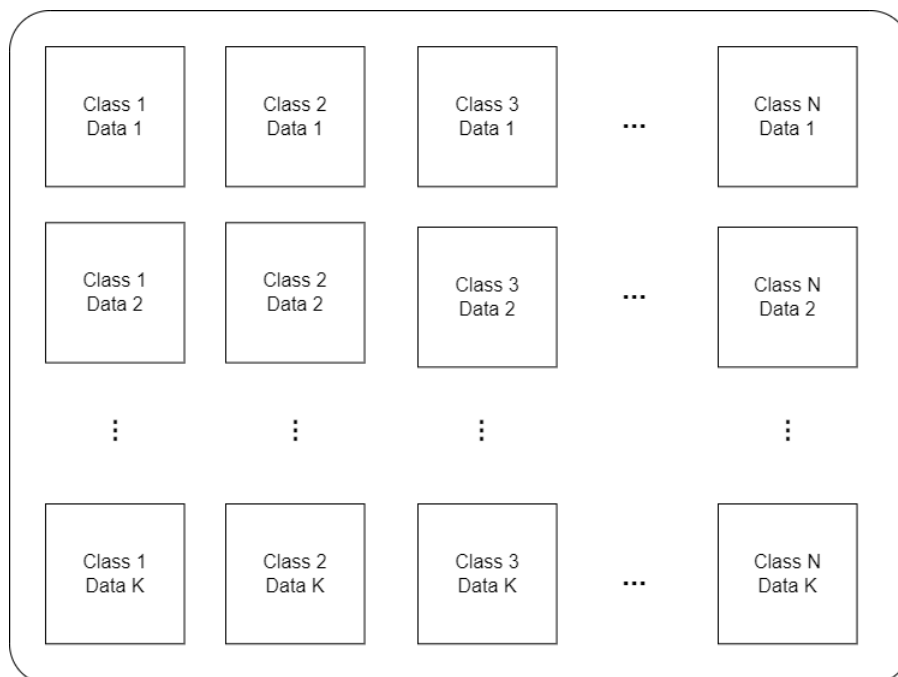 Class 1
Data 1
Class 2
Data 1
Class 3
Data 1
...
Class N
Data 1
Class 1
Data 2
Class 2
Data 2
Class 3
Data 2
...
Class N
Data 2
⋮
⋮
⋮
⋮
Class 1
Data K
Class 2
Data K
Class 3
Data K
...
Class N
Data K